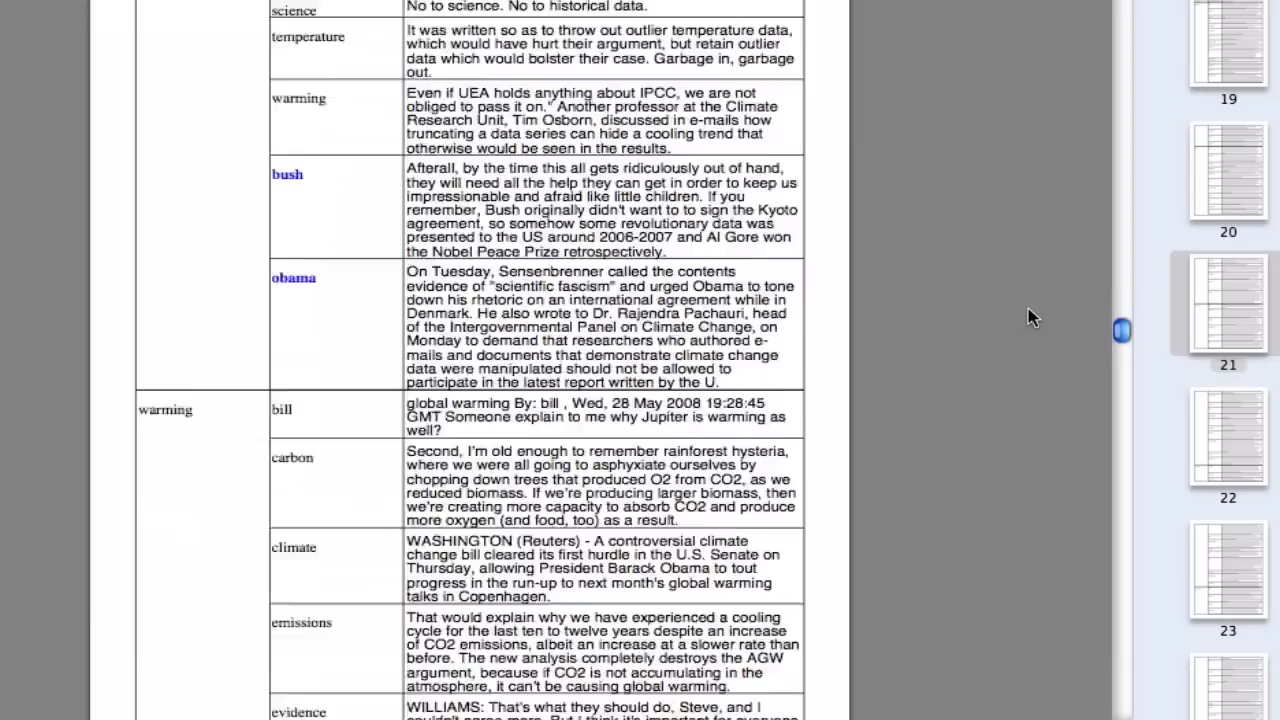 science
No to science. No to historical data.
temperature
It was written so as to throw out outlier temperature data,
which would have hurt their argument, but retain outlier
data which would bolster their case. Garbage in, garbage
out.
warming
Even if UEA holds anything about IPCC, we are not
obliged to pass it on." Another professor at the Climate
Research Unit, Tim Osborn, discussed in e-mails how
truncating a data series can hide a cooling trend that
otherwise would be seen in the results.
bush
Afterall, by the time this all gets ridiculously out of hand,
they will need all the help they can get in order to keep us
impressionable and afraid like little children. If you
remember, Bush originally didn't want to to sign the Kyoto
agreement, so somehow some revolutionary data was
presented to the US around 2006-2007 and Al Gore won
the Nobel Peace Prize retrospectively.
obama
On Tuesday, Sensenbrenner called the contents
evidence of "scientific fascism" and urged Obama to tone
down his rhetoric on an international agreement while in
Denmark. He also wrote to Dr. Rajendra Pachauri, head
of the Intergovernmental Panel on Climate Change, on
Monday to demand that researchers who authored e-
mails and documents that demonstrate climate change
data were manipulated should not be allowed to
participate in the latest report written by the U.
warming
bill
global warming By: bill , Wed, 28 May 2008 19:28:45
GMT Someone explain to me why Jupiter is warming as
well?
carbon
Second, I'm old enough to remember rainforest hysteria,
where we were all going to asphyxiate ourselves by
chopping down trees that produced O2 from CO2, as we
reduced biomass. If we're producing larger biomass, then
we're creating more capacity to absorb CO2 and produce
more oxygen (and food, too) as a result.
climate
WASHINGTON (Reuters) - A controversial climate
change bill cleared its first hurdle in the U.S. Senate on
Thursday, allowing President Barack Obama to tout
progress in the run-up to next month's global warming
talks in Copenhagen.
emissions
That would explain why we have experienced a cooling
cycle for the last ten to twelve years despite an increase
of CO2 emissions, albeit an increase at a slower rate than
before. The new analysis completely destroys the AGW
argument, because if CO2 is not accumulating in the
atmosphere, it can't be causing global warming.
evidence
WILLIAMS: That's what they should do, Steve, and I
19
20
21
22
23